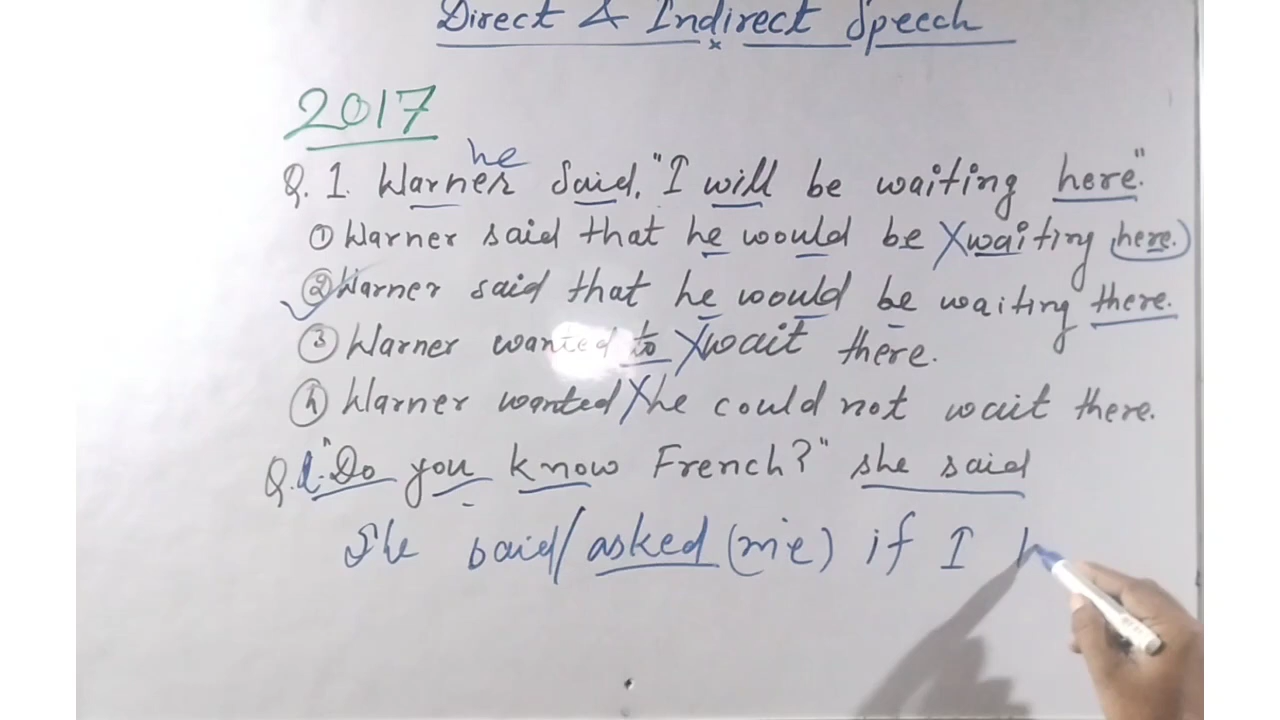 Direct & Indirect Speech
2017
he
Q. 1. Warner said, "I will be waiting here."
① Warner said that he would be waiting here.
② Warner said that he would be waiting there.
③ Warner wanted to wait there.
④ Warner wanted he could not wait there.
Q. 2. "Do you know French?" she said
She said/asked (me) if I